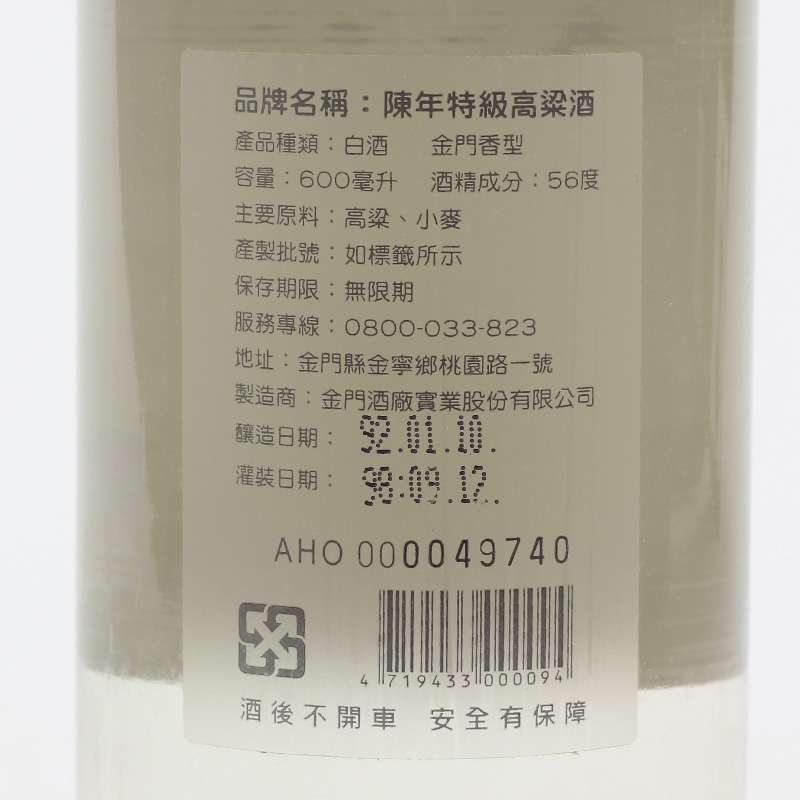 品牌名稱：陳年特級高粱酒
產品種類：白酒　金門香型
容量：600毫升　酒精成分：56度
主要原料：高粱、小麥
產製批號：如標籤所示
保存期限：無限期
服務專線：0800-033-823
地址：金門縣金寧鄉桃園路一號
製造商：金門酒廠實業股份有限公司
釀造日期：92.01.10.
灌裝日期：98.09.12.
AHO 000049740
4 719433 000094
酒後不開車　安全有保障